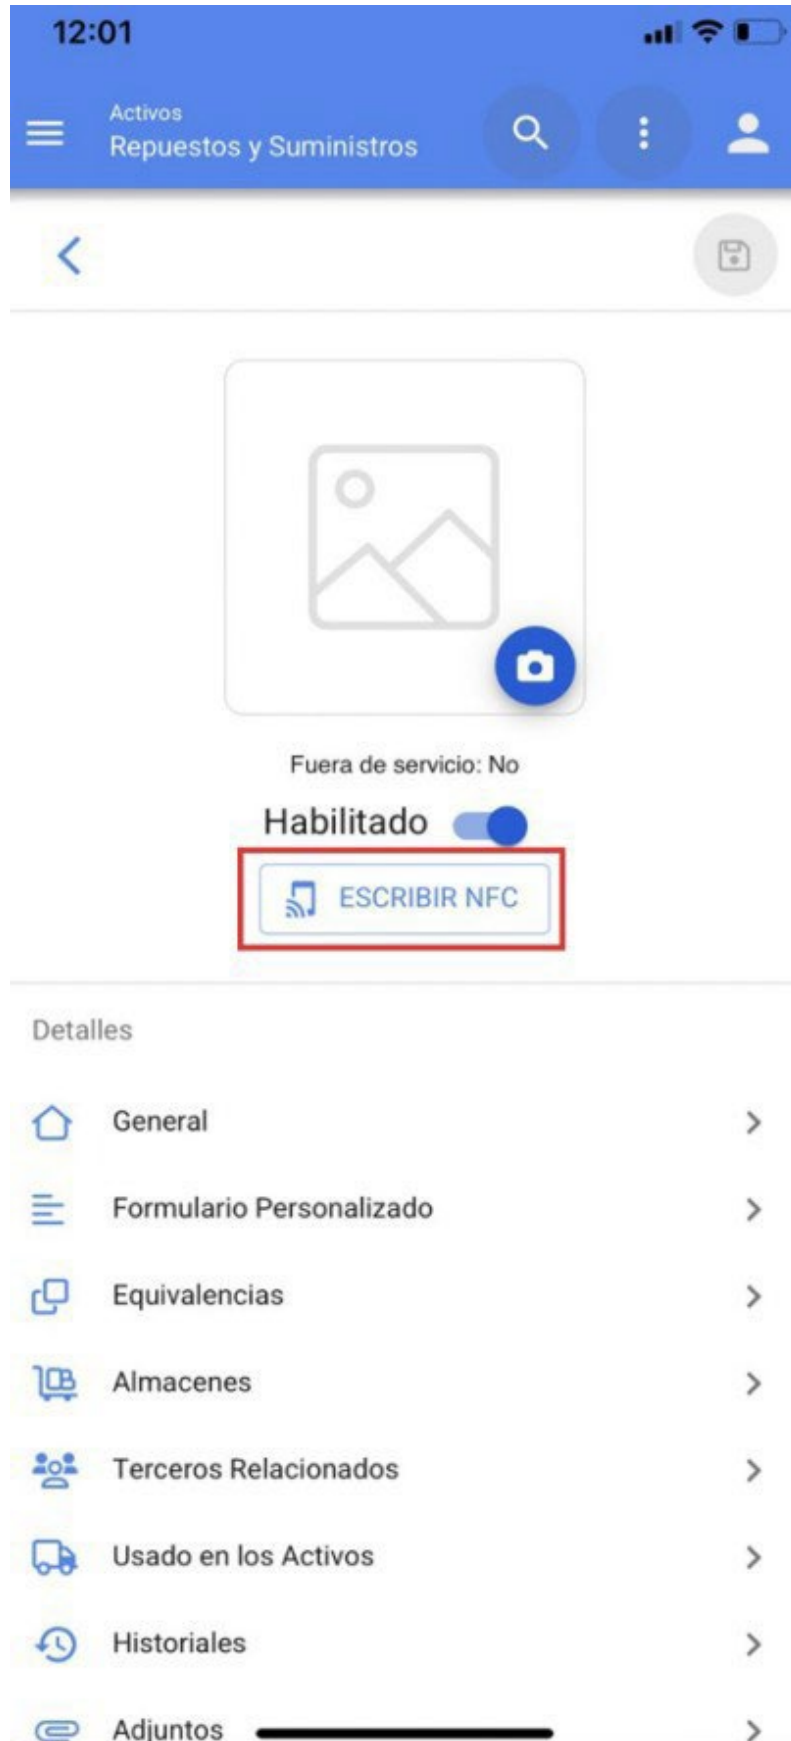 12:01
Activos
Repuestos y Suministros
Fuera de servicio: No
Habilitado
ESCRIBIR NFC
Detalles
General
Formulario Personalizado
Equivalencias
Almacenes
Terceros Relacionados
Usado en los Activos
Historiales
Adjuntos